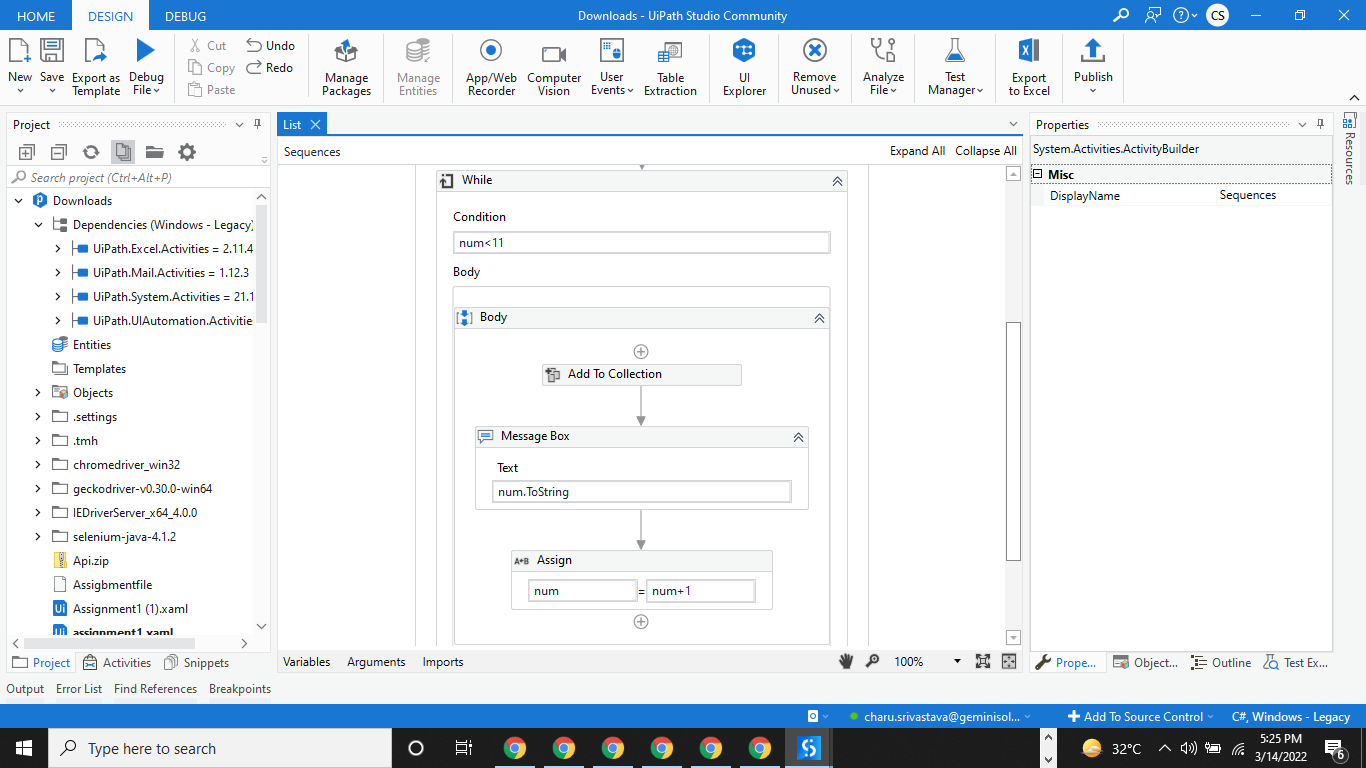 HOME DESIGN DEBUG Downloads - UiPath Studio Community CS
New Save Export as Template Debug File Cut Copy Paste Undo Redo Manage Packages Manage Entities App/Web Recorder Computer Vision User Events Table Extraction UI Explorer Remove Unused Analyze File Test Manager Export to Excel Publish
Project
Search project (Ctrl+Alt+P)
Downloads
Dependencies (Windows - Legacy)
UiPath.Excel.Activities = 2.11.4
UiPath.Mail.Activities = 1.12.3
UiPath.System.Activities = 21.1
UiPath.UIAutomation.Activitie
Entities
Templates
Objects
.settings
.tmh
chromedriver_win32
geckodriver-v0.30.0-win64
IEDriverServer_x64_4.0.0
selenium-java-4.1.2
Api.zip
Assigbmentfile
Assignment1 (1).xaml
assignment1.xaml
Project Activities Snippets
List
Sequences Expand All Collapse All
While
Condition
num<11
Body
Body
Add To Collection
Message Box
Text
num.ToString
A+B Assign
num = num+1
Variables Arguments Imports 100%
Properties
System.Activities.ActivityBuilder
Misc
DisplayName Sequences
Resources
Prope... Object... Outline Test Ex...
Output Error List Find References Breakpoints
charu.srivastava@geminisol... Add To Source Control C#, Windows - Legacy
Type here to search 32°C 5:25 PM
3/14/2022 6